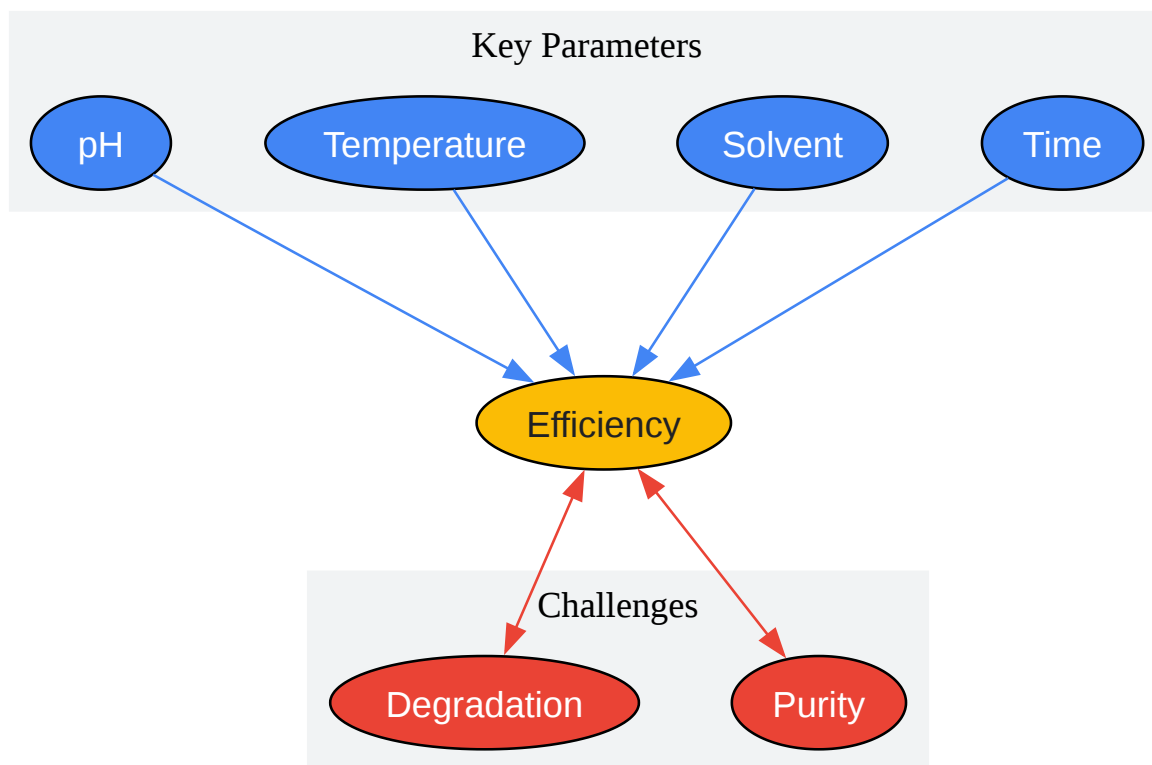 Key Parameters
pH
Temperature
Solvent
Time
Efficiency
Challenges
Degradation
Purity